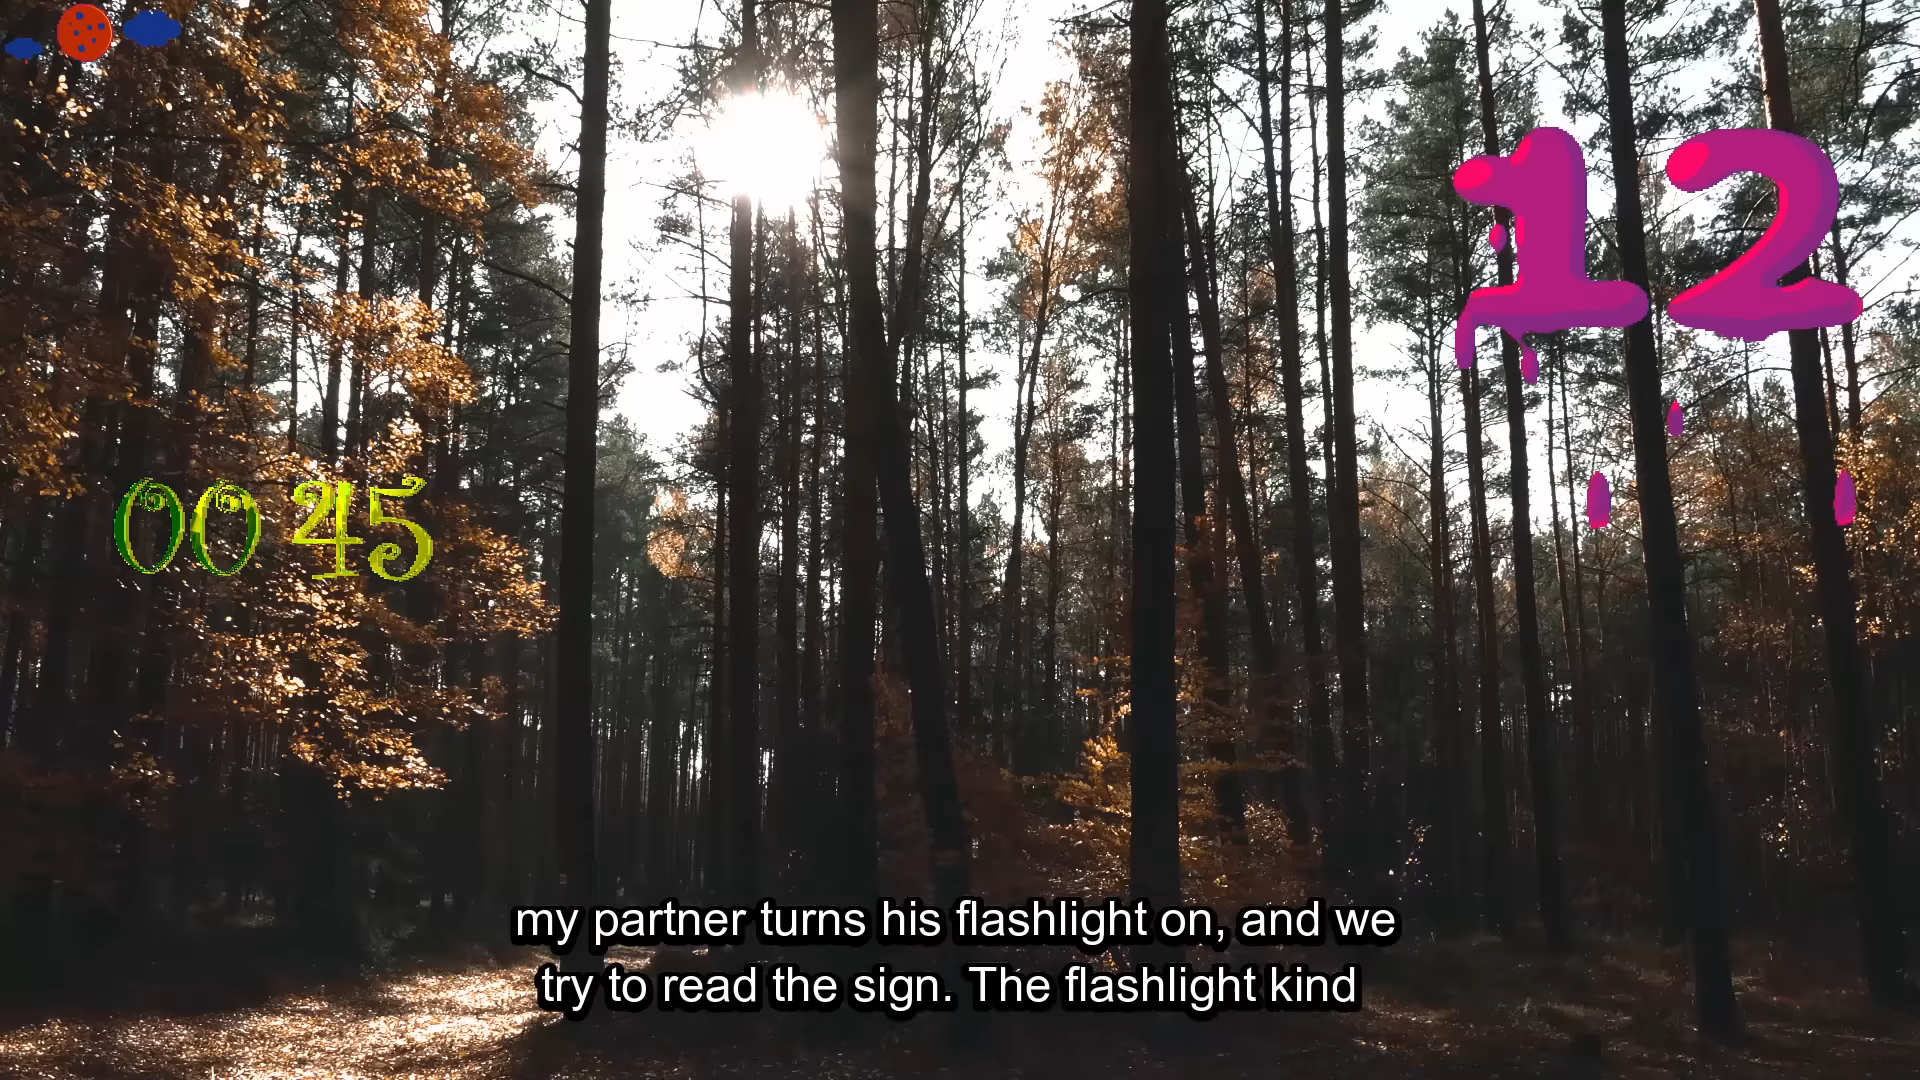 12
00 45
my partner turns his flashlight on, and we
try to read the sign. The flashlight kind